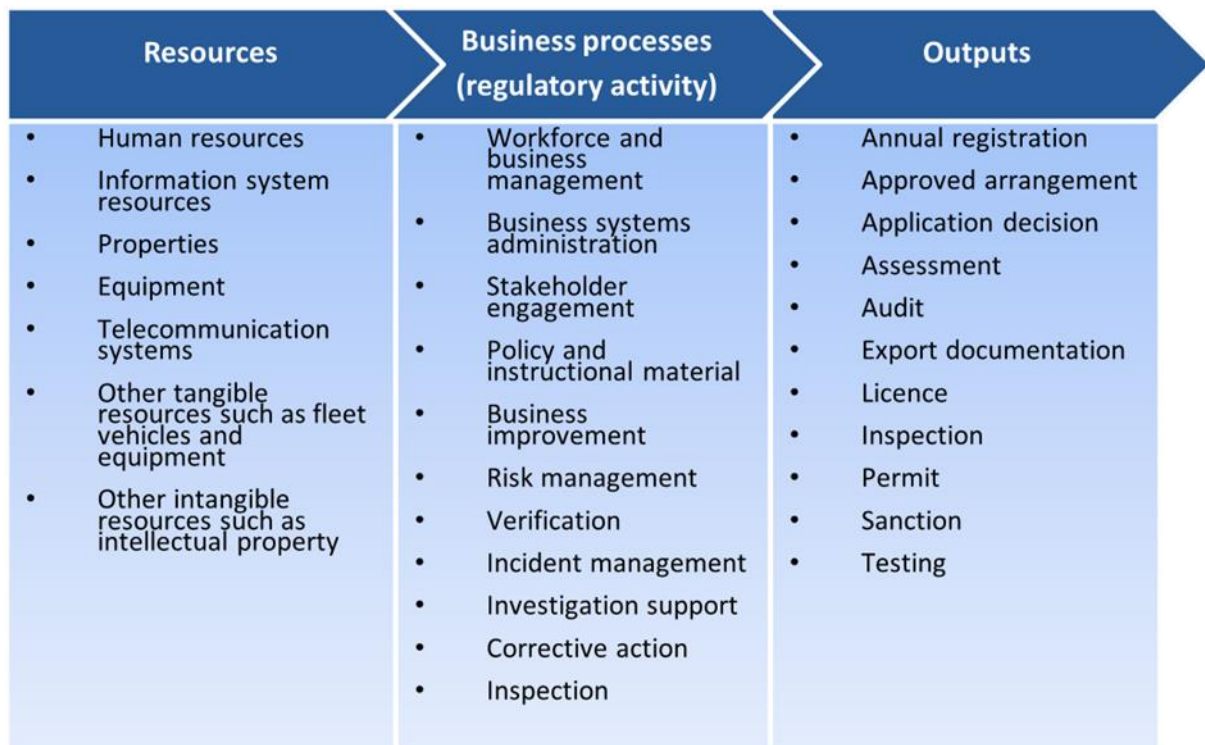 Resources
Business processes
(regulatory activity)
Outputs
• Human resources
• Information system
resources
• Properties
• Equipment
• Telecommunication
systems
• Other tangible
resources such as fleet
vehicles and
equipment
• Other intangible
resources such as
intellectual property
• Workforce and
business
management
• Business systems
administration
• Stakeholder
engagement
• Policy and
instructional material
• Business
improvement
• Risk management
• Verification
• Incident management
• Investigation support
• Corrective action
• Inspection
• Annual registration
• Approved arrangement
• Application decision
• Assessment
• Audit
• Export documentation
• Licence
• Inspection
• Permit
• Sanction
• Testing